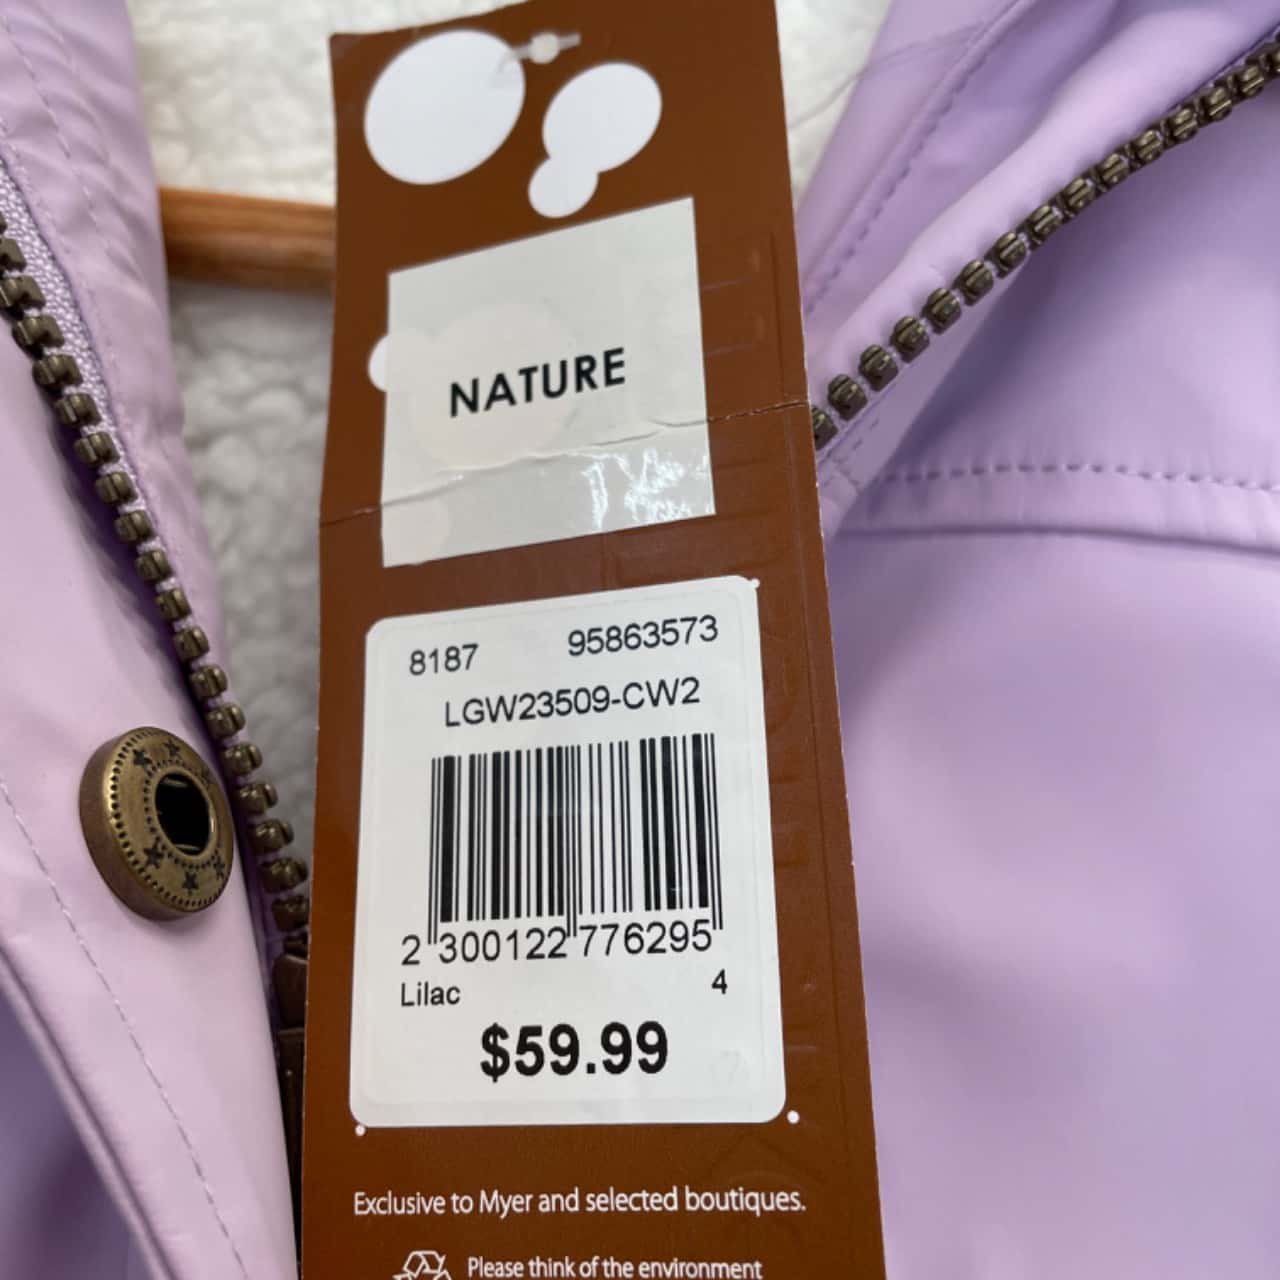 NATURE
8187 95863573
LGW23509-CW2
2 300122 776295
Lilac 4
$59.99
Exclusive to Myer and selected boutiques.
Please think of the environment